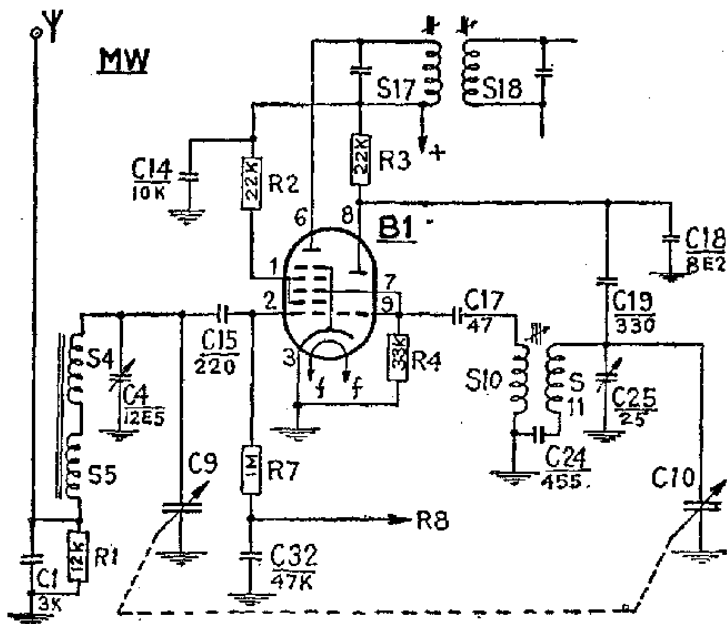 MW
S17
S18
+
C14
10K
22K
R2
22K
R3
6
8
B1
C18
8E2
1
2
3
7
9
C15
220
C17
47
C19
330
S4
C4
12E5
33K
R4
f
f
S10
S
11
C25
25
S5
C9
1M
R7
C24
455.
C10
R8
C1
3K
12K
R1
C32
47K